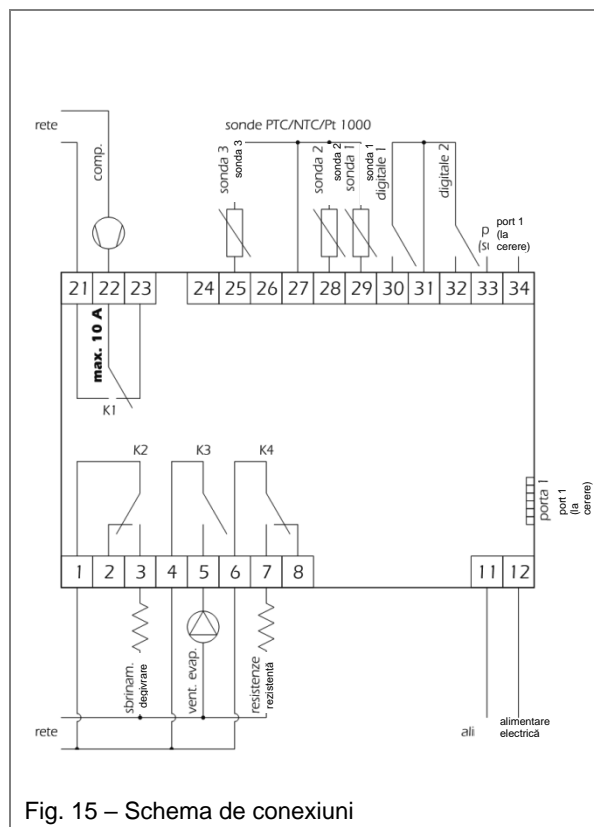 rete
comp.
sonde PTC/NTC/Pt 1000
sonda 3
sonda 3
sonda 2
sonda 2
sonda 1
sonda 1
digitale 1
digitale 2
port 1
(la
cerere)
21 22 23 24 25 26 27 28 29 30 31 32 33 34
max. 10 A
K1
K2 K3 K4
porta 1
port 1
(la
cerere)
1 2 3 4 5 6 7 8 11 12
sbrinam.
degivrare
vent. evap.
resistenze
rezistentă
rete
ali
alimentare
electrică
Fig. 15 – Schema de conexiuni